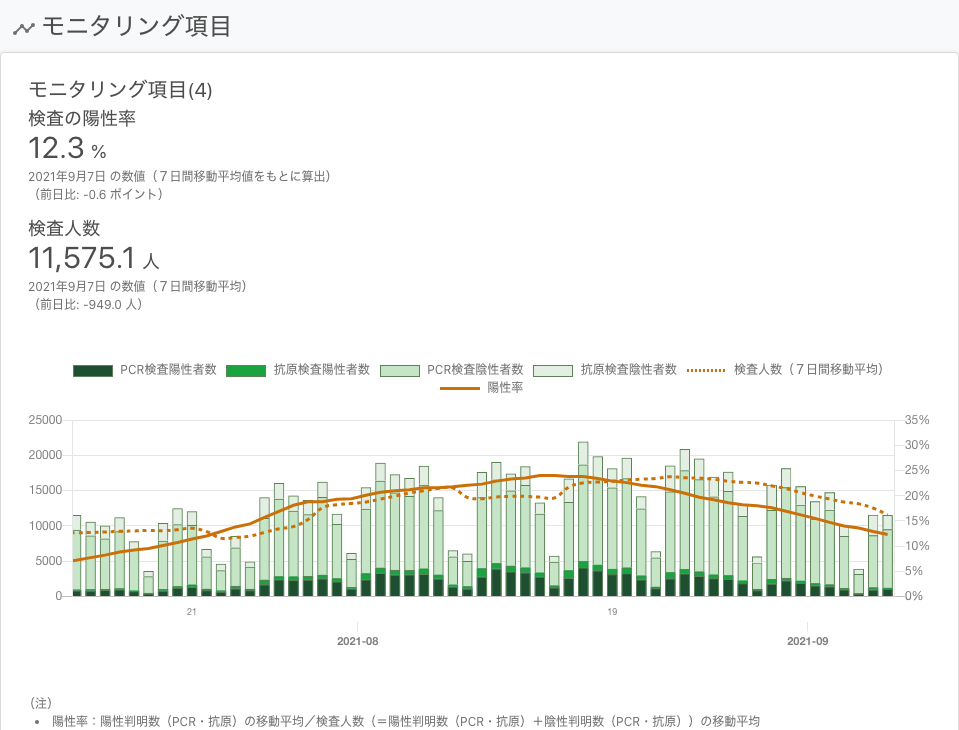 モニタリング項目
モニタリング項目(4)
検査の陽性率
12.3 %
2021年9月7日 の数値（７日間移動平均値をもとに算出）
（前日比: -0.6 ポイント）
検査人数
11,575.1 人
2021年9月7日 の数値（７日間移動平均）
（前日比: -949.0 人）
PCR検査陽性者数 抗原検査陽性者数 PCR検査陰性者数 抗原検査陰性者数 検査人数（７日間移動平均）
陽性率
25000 35%
30%
20000 25%
15000 20%
10000 15%
10%
5000 5%
0 0%
21 19
2021-08 2021-09
（注）
• 陽性率：陽性判明数（PCR・抗原）の移動平均／検査人数（＝陽性判明数（PCR・抗原）＋陰性判明数（PCR・抗原））の移動平均